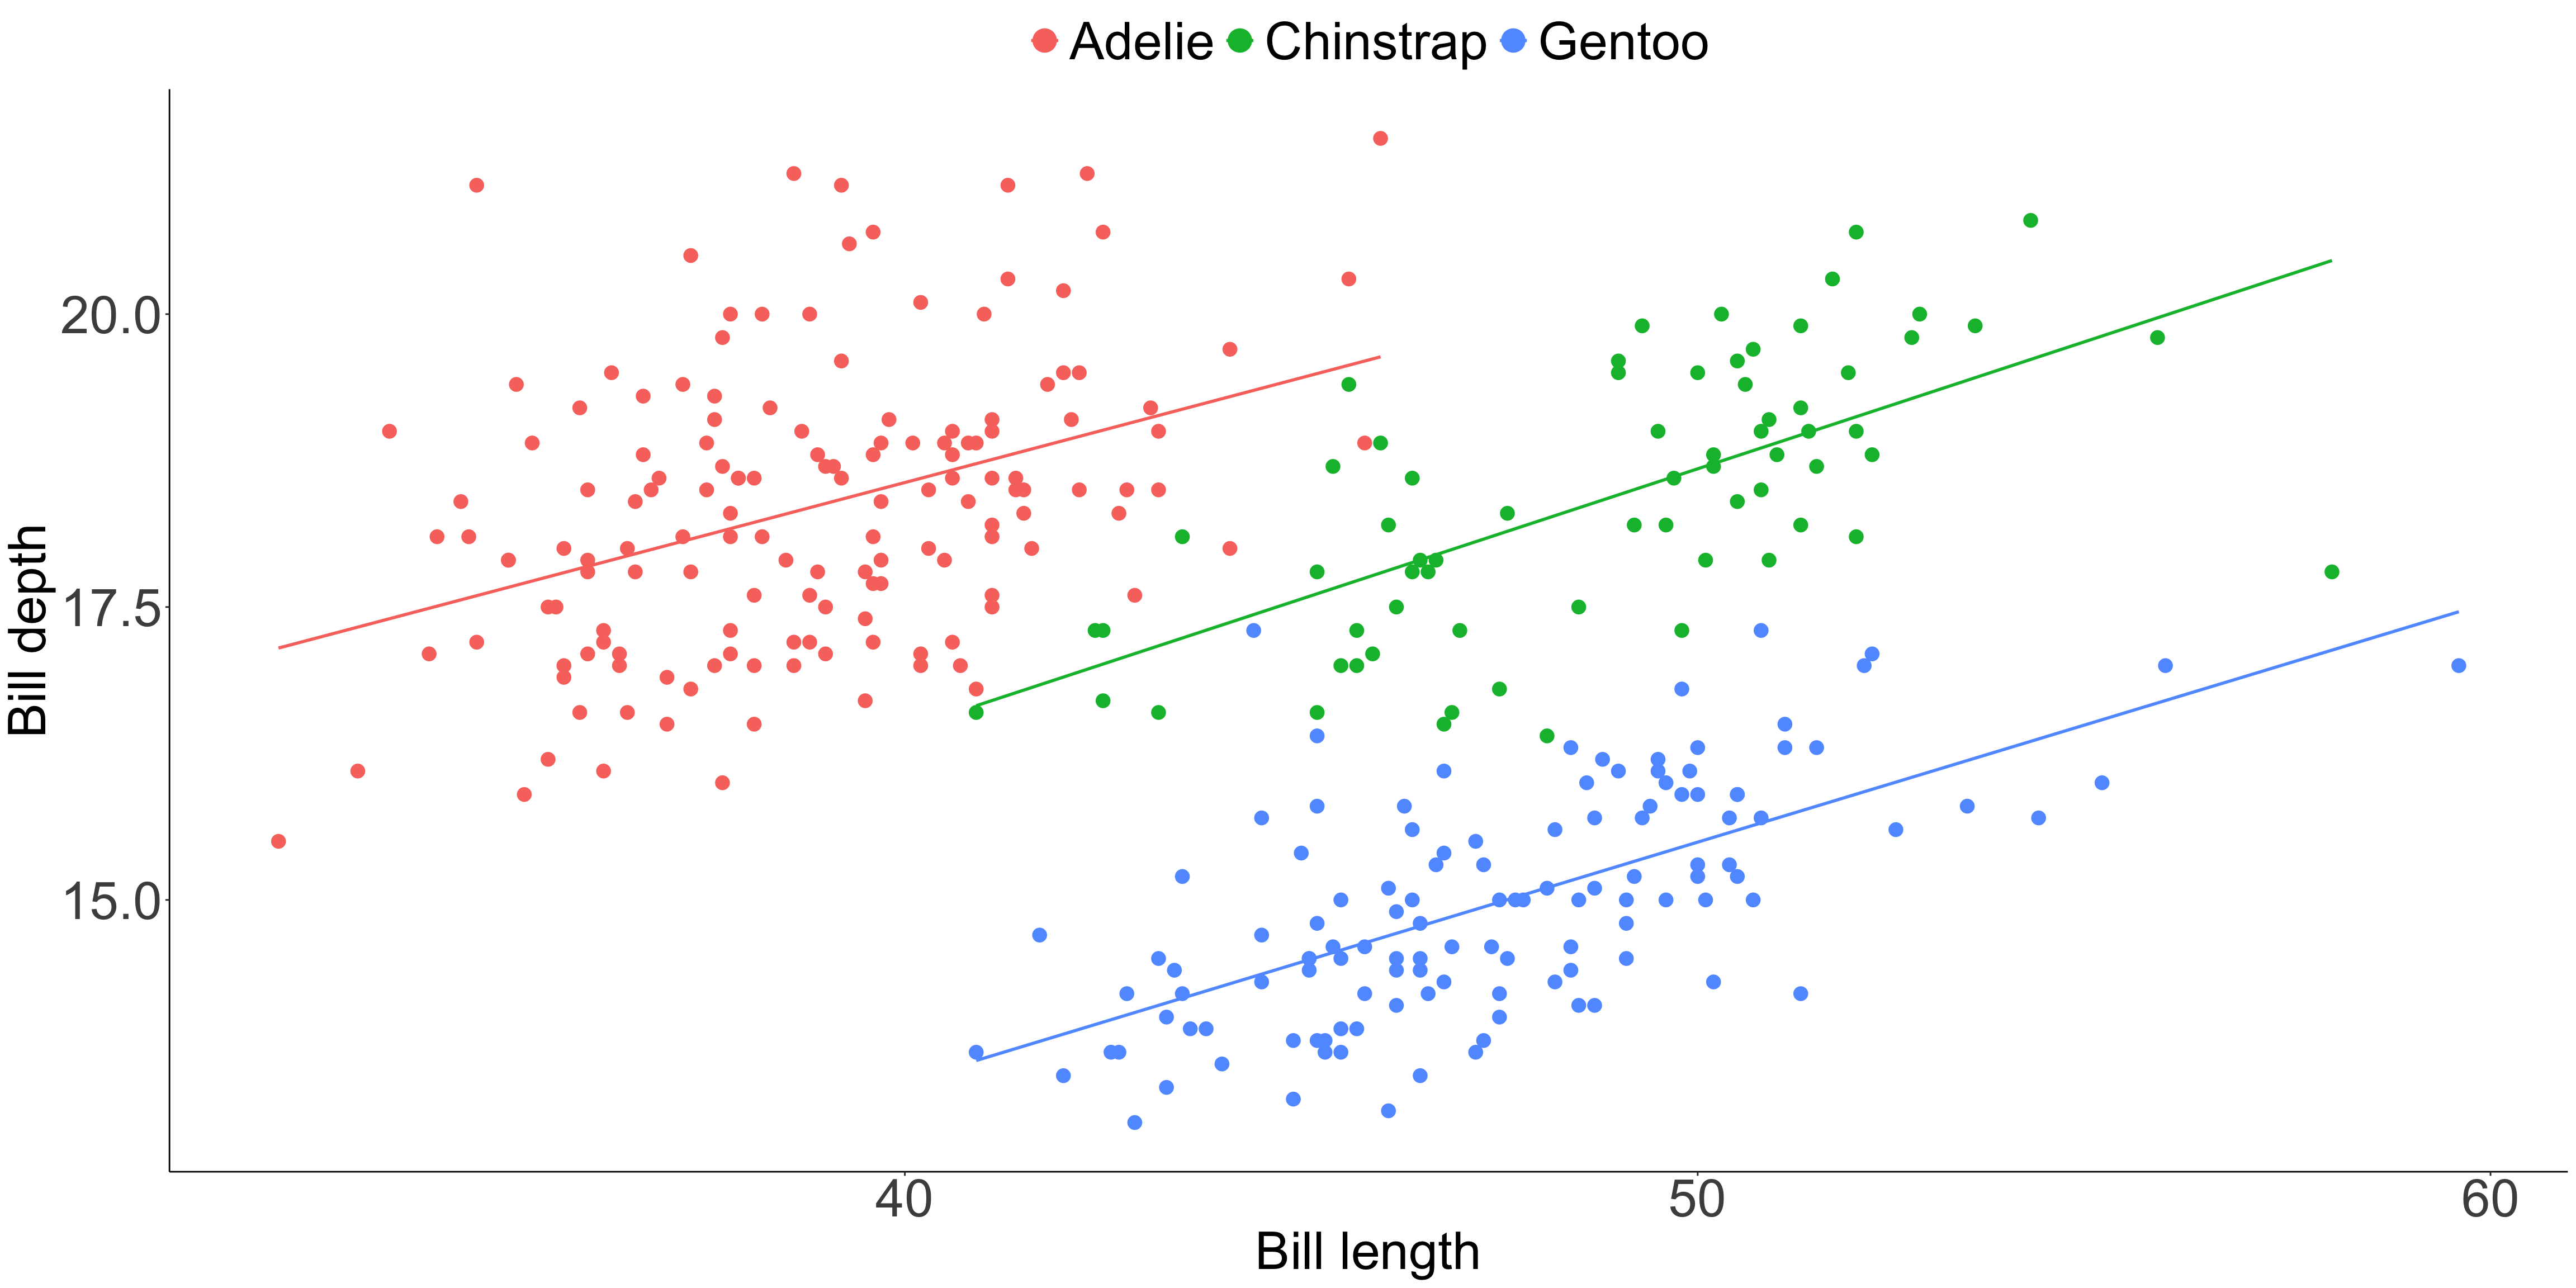 Adelie Chinstrap Gentoo
Bill depth
20.0
17.5
15.0
40 50 60
Bill length